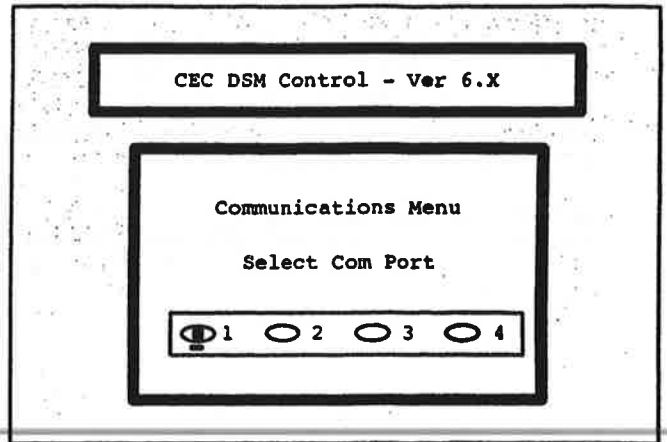 CEC DSM Control - Ver 6.X
Communications Menu
Select Com Port
1 2 3 4